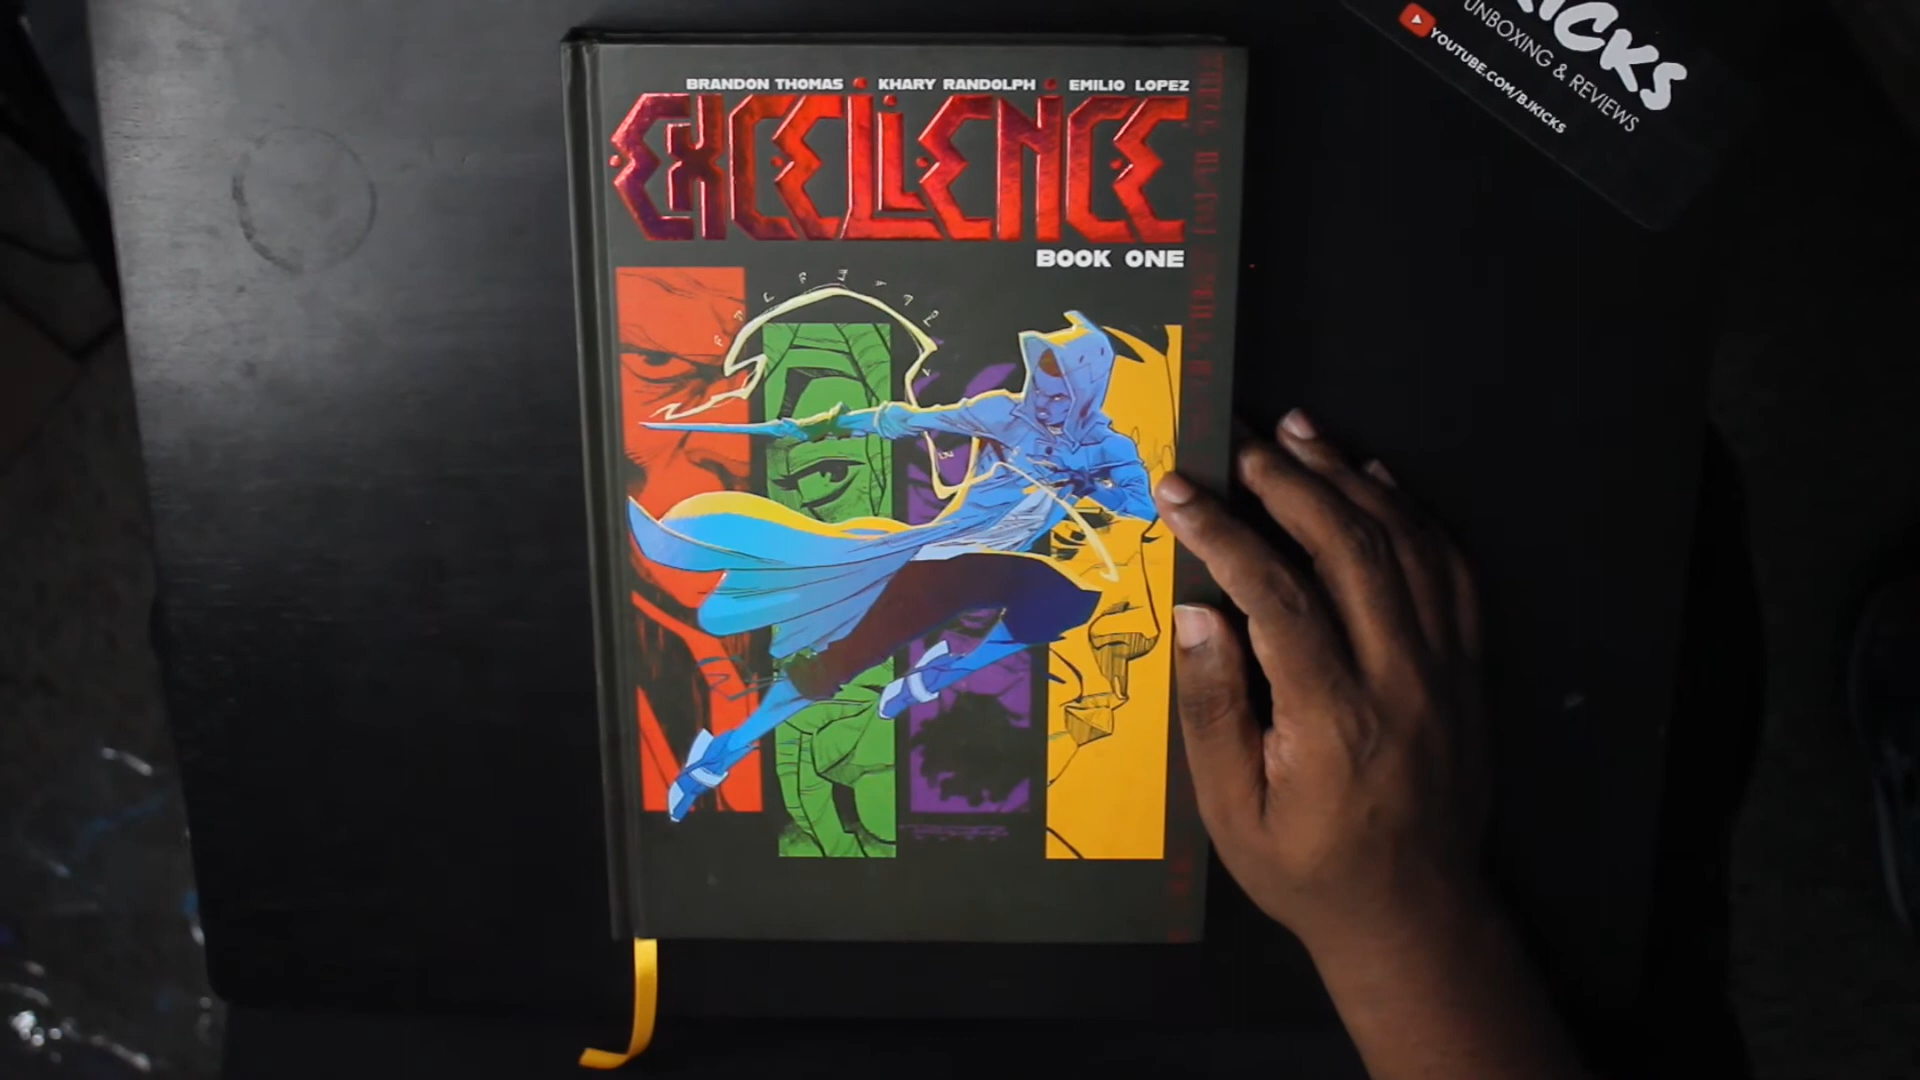 BRANDON THOMAS • KHARY RANDOLPH • EMILIO LOPEZ
EXCELLENCE
BOOK ONE
UNBOXING & REVIEWS
YOUTUBE.COM/BJKICKS